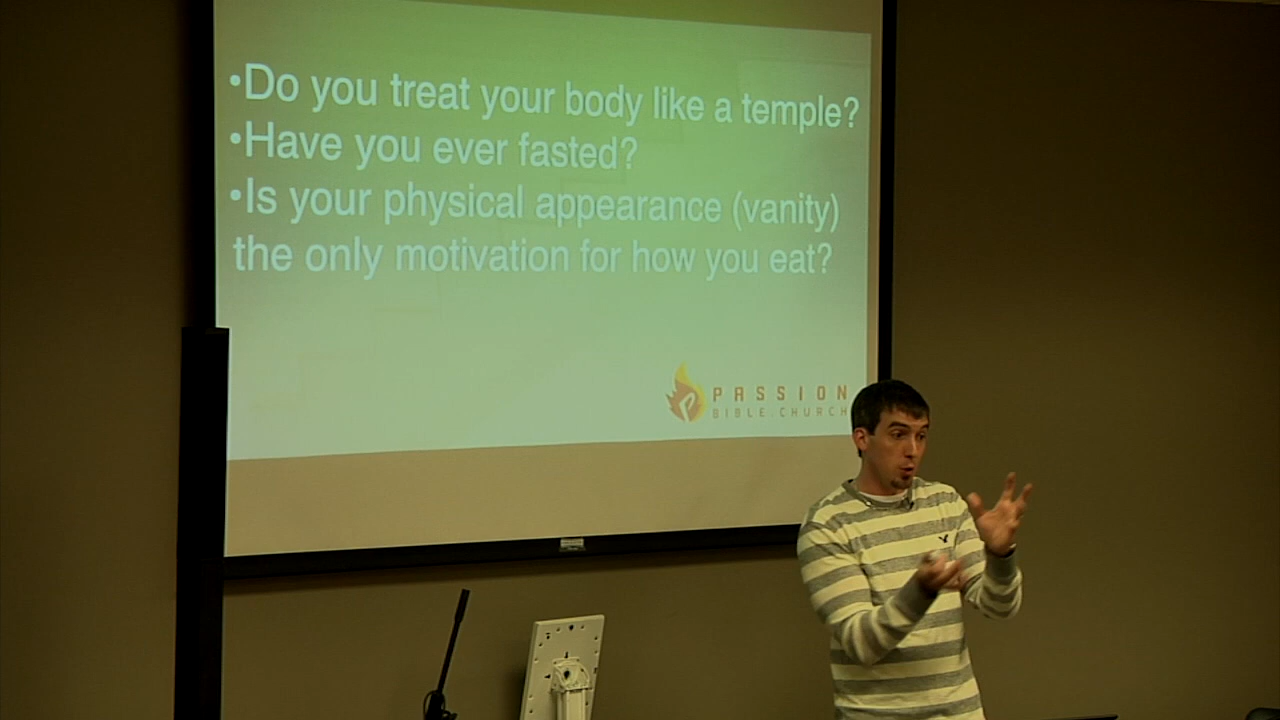 •Do you treat your body like a temple?
•Have you ever fasted?
•Is your physical appearance (vanity)
the only motivation for how you eat?
PASSION
BIBLE.CHURCH